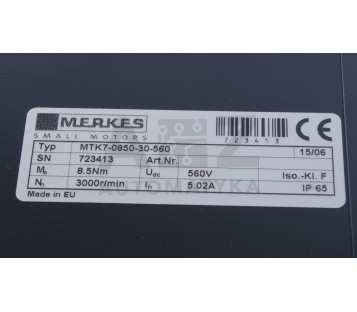 MERKES
SMALL MOTORS
723413
CE
Typ MTK7-0850-30-560 15/06
SN 723413 Art.Nr.
M₀ 8.5Nm Udc 560V Iso.-Kl. F
Nₙ 3000r/min Iₙ 5.02A IP 65
Made in EU
AUTOMATYKA